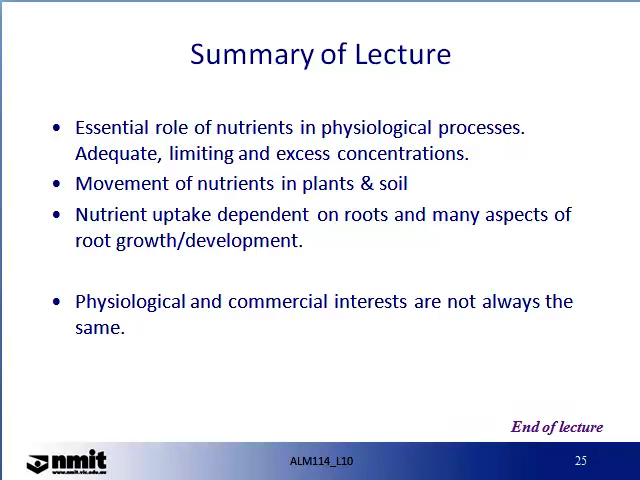 Summary of Lecture
• Essential role of nutrients in physiological processes.
Adequate, limiting and excess concentrations.
• Movement of nutrients in plants & soil
• Nutrient uptake dependent on roots and many aspects of
root growth/development.
• Physiological and commercial interests are not always the
same.
End of lecture
nmit
www.nmit.vic.edu.au
ALM114_L10
25